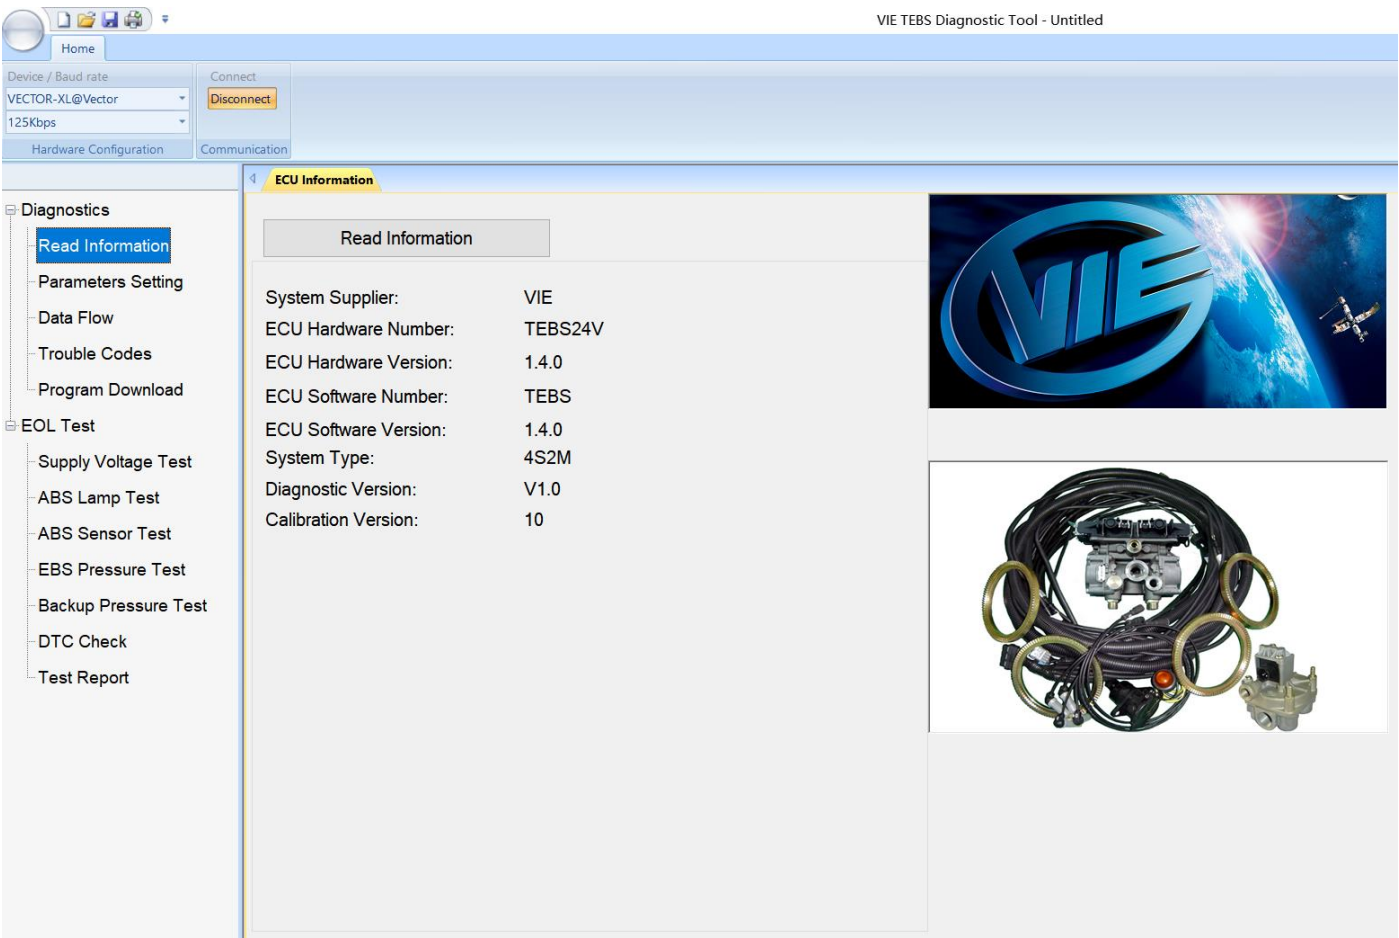 VIE TEBS Diagnostic Tool - Untitled
Home
Device / Baud rate
VECTOR-XL@Vector
125Kbps
Hardware Configuration
Connect
Disconnect
Communication
ECU Information
Diagnostics
Read Information
Parameters Setting
Data Flow
Trouble Codes
Program Download
EOL Test
Supply Voltage Test
ABS Lamp Test
ABS Sensor Test
EBS Pressure Test
Backup Pressure Test
DTC Check
Test Report
Read Information
System Supplier: VIE
ECU Hardware Number: TEBS24V
ECU Hardware Version: 1.4.0
ECU Software Number: TEBS
ECU Software Version: 1.4.0
System Type: 4S2M
Diagnostic Version: V1.0
Calibration Version: 10
VIE